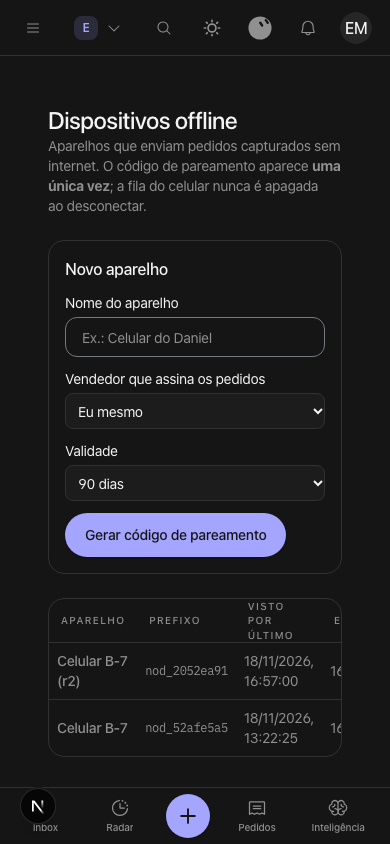 E
EM
Dispositivos offline
Aparelhos que enviam pedidos capturados sem
internet. O código de pareamento aparece uma
única vez; a fila do celular nunca é apagada
ao desconectar.
Novo aparelho
Nome do aparelho
Ex.: Celular do Daniel
Vendedor que assina os pedidos
Eu mesmo
Validade
90 dias
Gerar código de pareamento
APARELHO PREFIXO VISTO POR ÚLTIMO E
Celular B-7 (r2) nod_2052ea91 18/11/2026, 16:57:00 16
Celular B-7 nod_52afe5a5 18/11/2026, 13:22:25 16
N
Inbox Radar Pedidos Inteligência